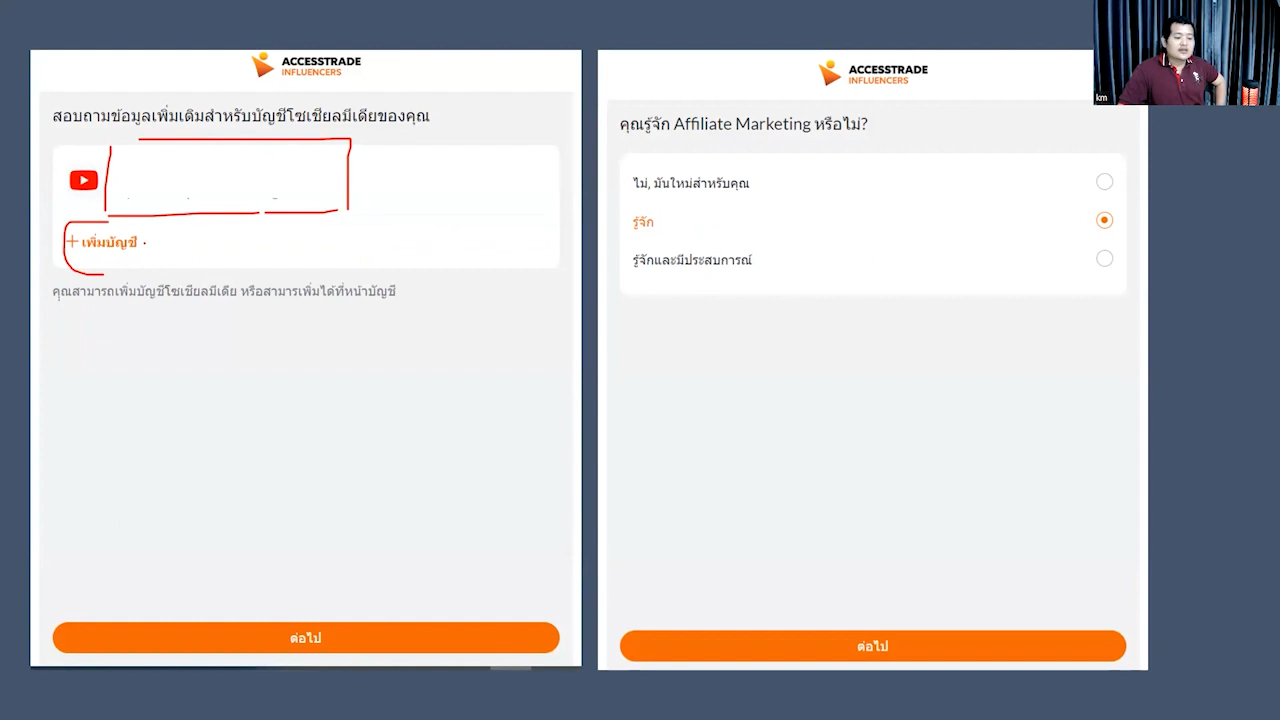 ACCESSTRADE
INFLUENCERS
สอบถามข้อมูลเพิ่มเติมสำหรับบัญชีโซเชียลมีเดียของคุณ
+ เพิ่มบัญชี
คุณสามารถเพิ่มบัญชีโซเชียลมีเดีย หรือสามารเพิ่มได้ที่หน้าบัญชี
ต่อไป
ACCESSTRADE
INFLUENCERS
คุณรู้จัก Affiliate Marketing หรือไม่?
ไม่, มันใหม่สำหรับคุณ
รู้จัก
รู้จักและมีประสบการณ์
ต่อไป
km